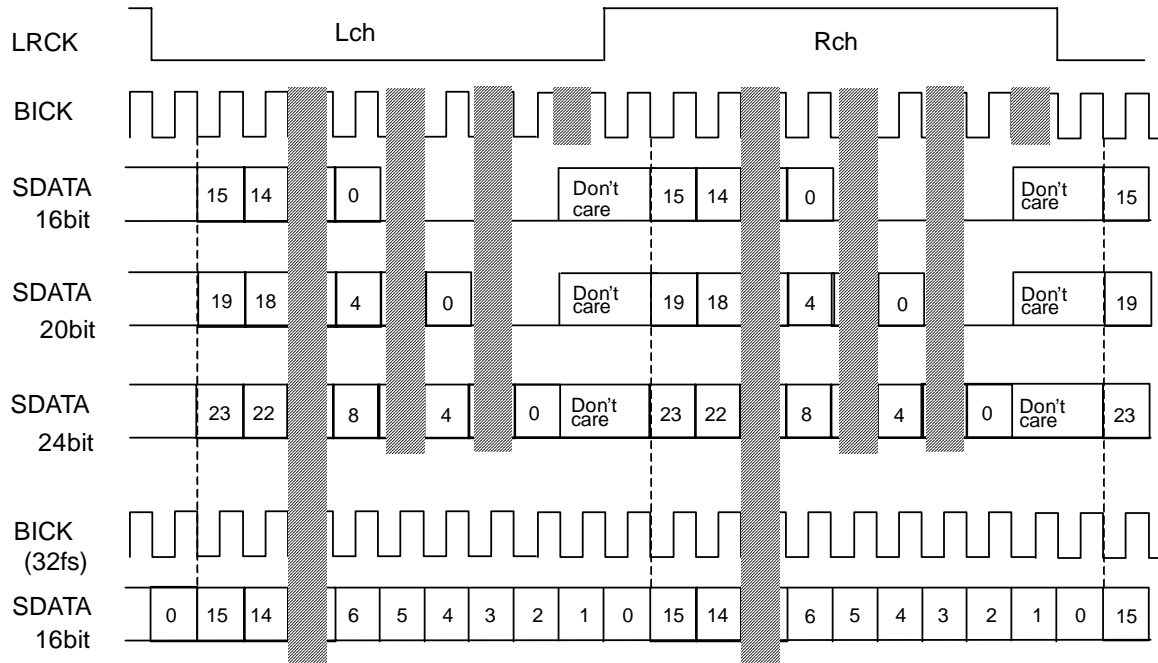 LRCK Lch Rch
BICK
SDATA 15 14 0 Don't 15 14 0 Don't 15
16bit care care
SDATA 19 18 4 0 Don't 19 18 4 0 Don't 19
20bit care care
SDATA 23 22 8 4 0 Don't 23 22 8 4 0 Don't 23
24bit care care
BICK
(32fs)
SDATA 0 15 14 6 5 4 3 2 1 0 15 14 6 5 4 3 2 1 0 15
16bit